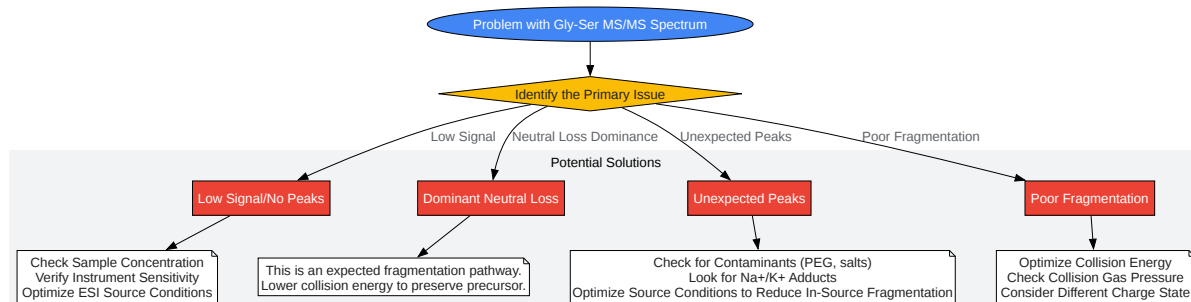 Problem with Gly-Ser MS/MS Spectrum
Identify the Primary Issue
Low Signal
Neutral Loss Dominance
Unexpected Peaks
Poor Fragmentation
Potential Solutions
Low Signal/No Peaks
Dominant Neutral Loss
Unexpected Peaks
Poor Fragmentation
Check Sample Concentration
Verify Instrument Sensitivity
Optimize ESI Source Conditions
This is an expected fragmentation pathway.
Lower collision energy to preserve precursor.
Check for Contaminants (PEG, salts)
Look for Na+/K+ Adducts
Optimize Source Conditions to Reduce In-Source Fragmentation
Optimize Collision Energy
Check Collision Gas Pressure
Consider Different Charge State